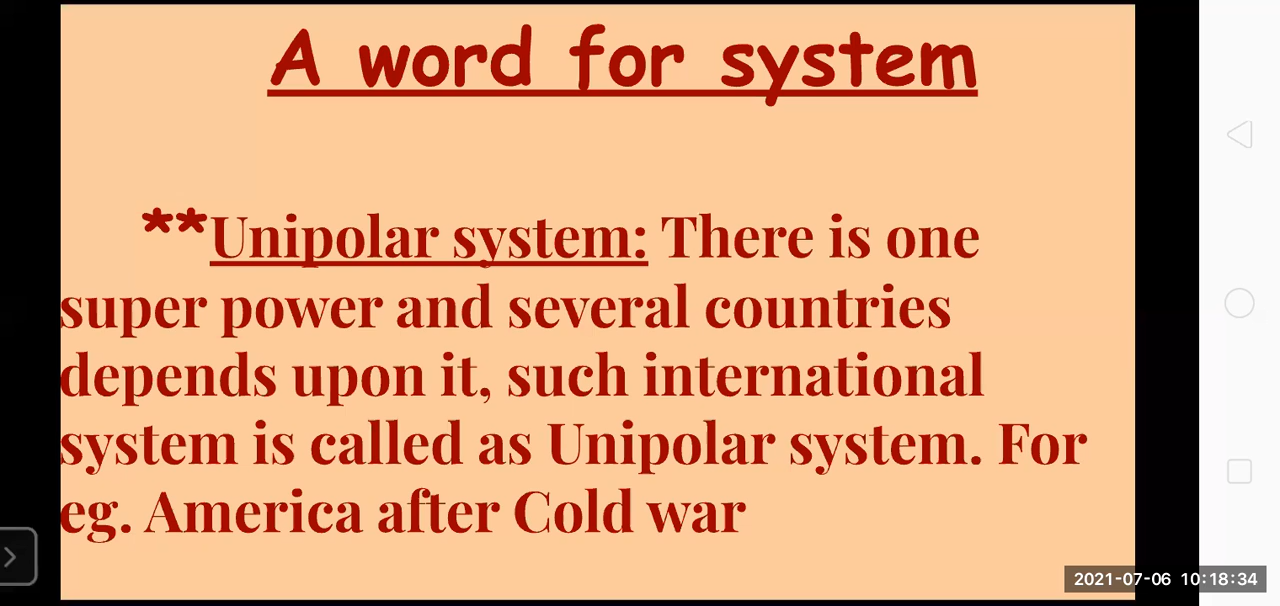 A word for system
**Unipolar system: There is one
super power and several countries
depends upon it, such international
system is called as Unipolar system. For
eg. America after Cold war
2021-07-06 10:18:34